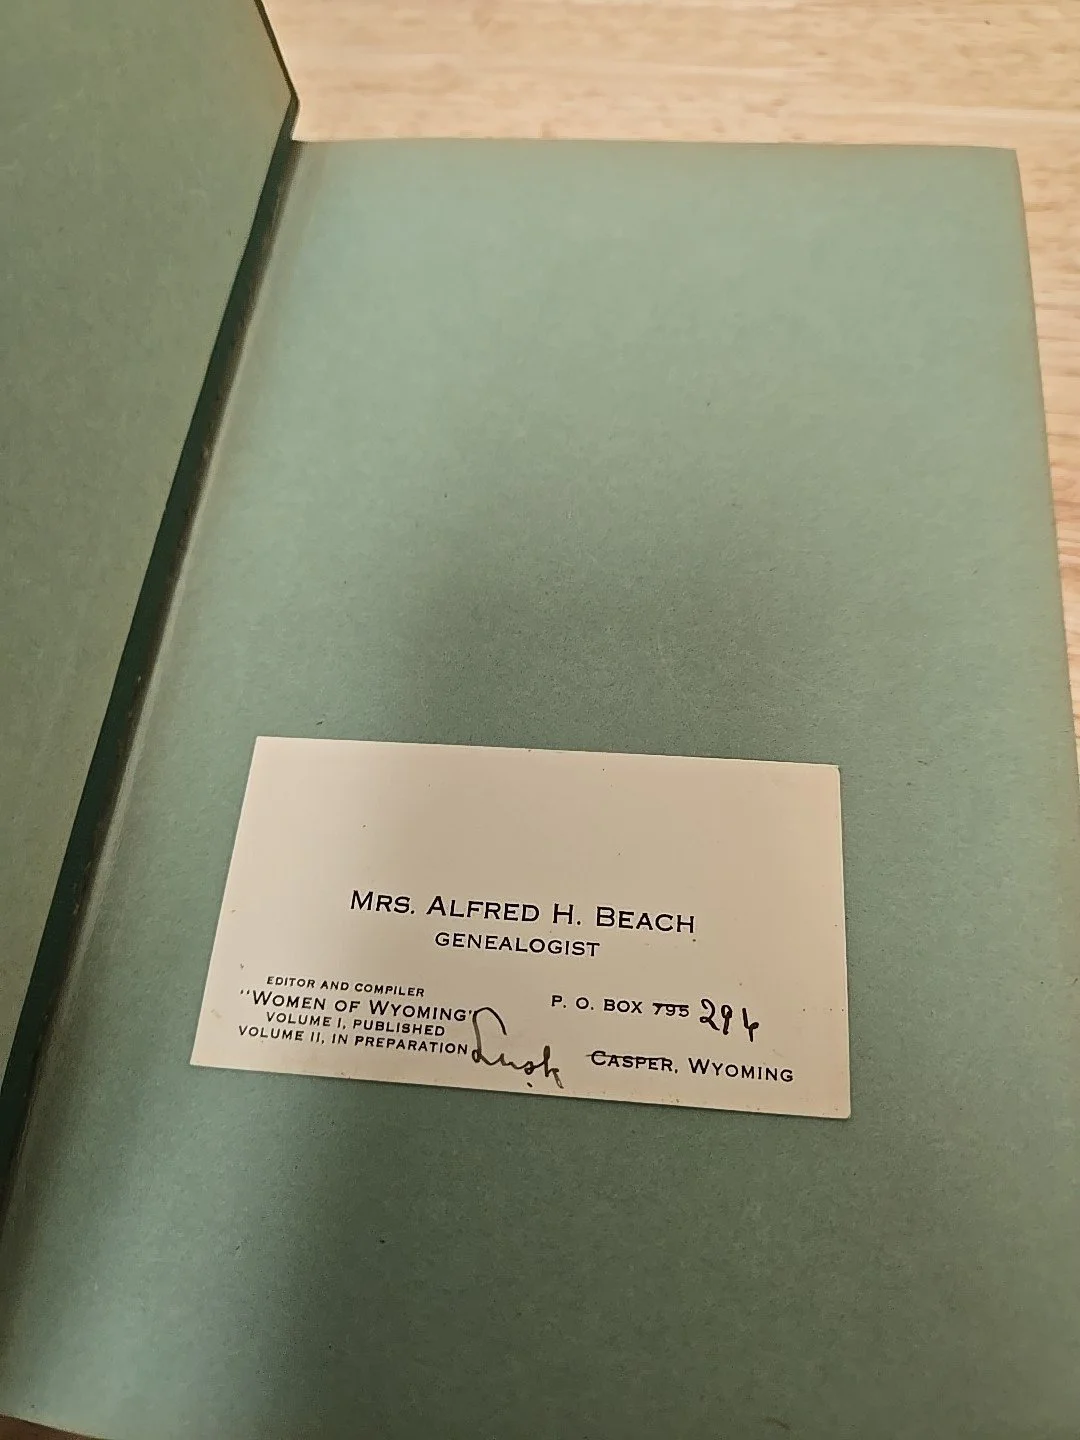 MRS. ALFRED H. BEACH
GENEALOGIST
EDITOR AND COMPILER
"WOMEN OF WYOMING"
VOLUME I, PUBLISHED
VOLUME II, IN PREPARATION
P. O. BOX 795 294
Lusk CASPER, WYOMING